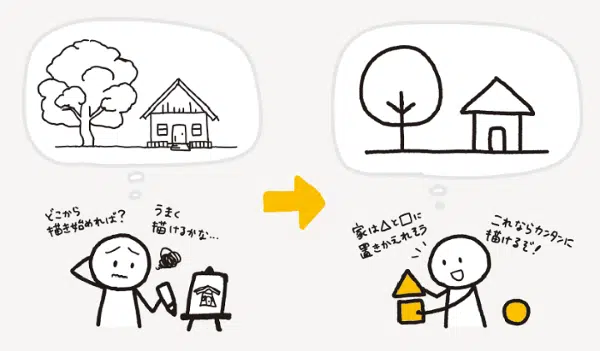 どこから
描き始めれば?
うまく
描けるかな…
家は△と□に
置きかえれそう
これならカンタンに
描けるぞ!